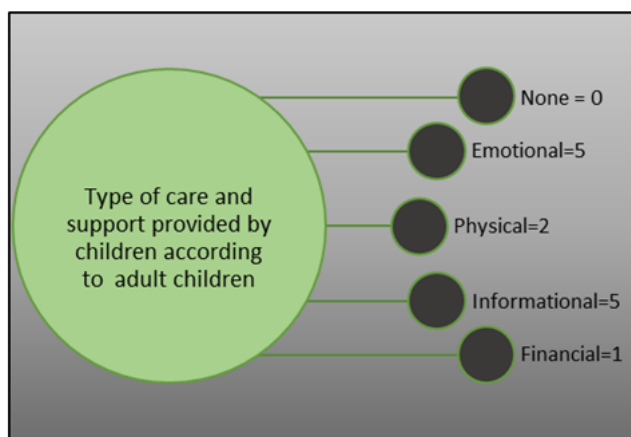 Type of care and
support provided by
children according
to adult children
None = 0
Emotional=5
Physical=2
Informational=5
Financial=1